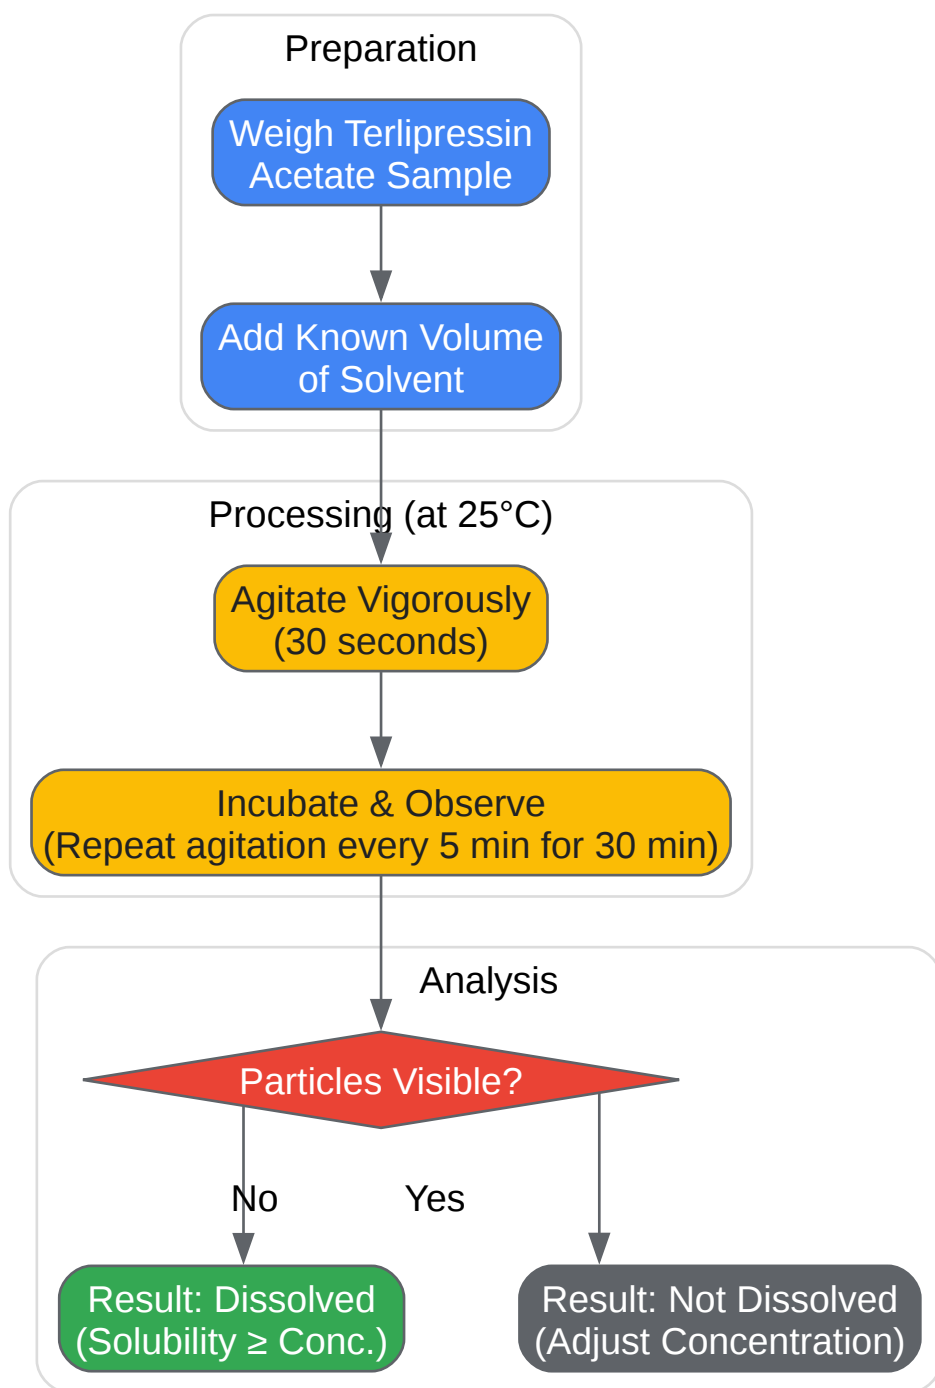 Preparation
Weigh Terlipressin
Acetate Sample
Add Known Volume
of Solvent
Processing (at 25°C)
Agitate Vigorously
(30 seconds)
Incubate & Observe
(Repeat agitation every 5 min for 30 min)
Analysis
Particles Visible?
No
Yes
Result: Dissolved
(Solubility ≥ Conc.)
Result: Not Dissolved
(Adjust Concentration)